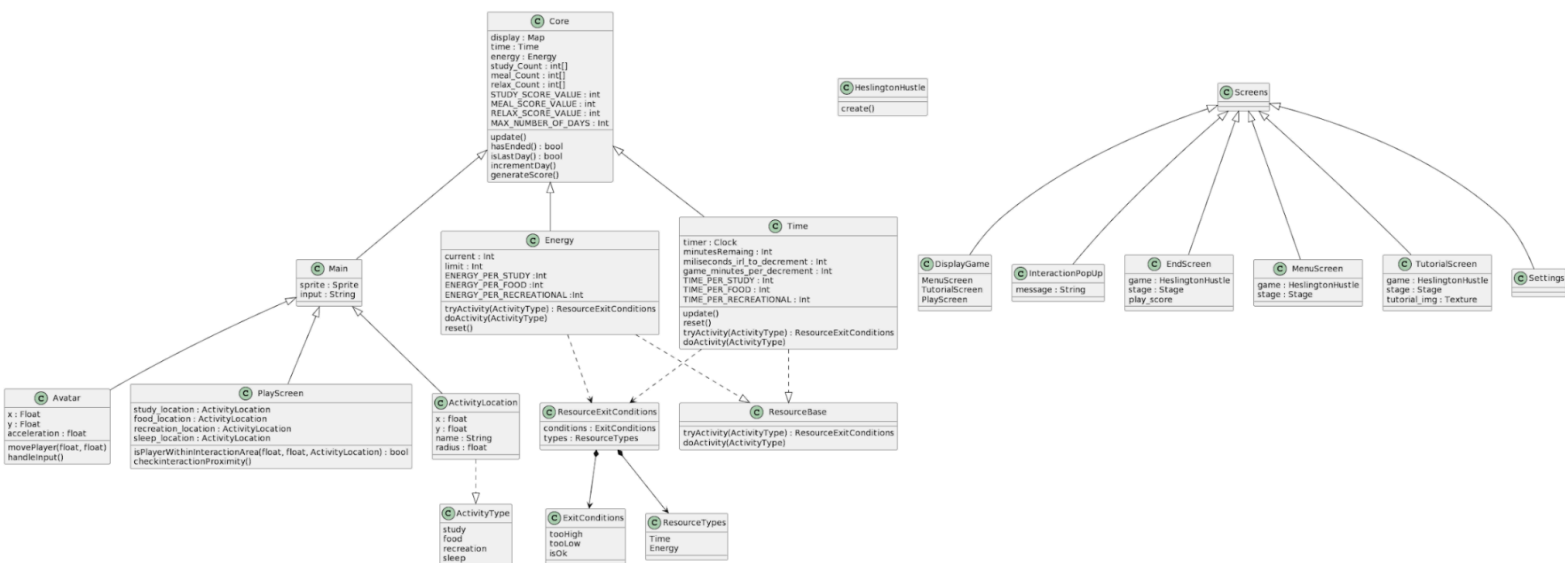 C Core
display : Map
time : Time
energy : Energy
study_Count : int[]
meal_Count : int[]
relax_Count : int[]
STUDY_SCORE_VALUE : int
MEAL_SCORE_VALUE : int
RELAX_SCORE_VALUE : int
MAX_NUMBER_OF_DAYS : Int
update()
hasEnded() : bool
isLastDay() : bool
incrementDay()
generateScore()
C HeslingtonHustle
create()
C Screens
C Main
sprite : Sprite
input : String
C Energy
current : Int
limit : Int
ENERGY_PER_STUDY :Int
ENERGY_PER_FOOD :Int
ENERGY_PER_RECREATIONAL :Int
tryActivity(ActivityType) : ResourceExitConditions
doActivity(ActivityType)
reset()
C Time
timer : Clock
minutesRemaing : Int
miliseconds_irl_to_decrement : Int
game_minutes_per_decrement : Int
TIME_PER_STUDY : Int
TIME_PER_FOOD : Int
TIME_PER_RECREATIONAL : Int
update()
reset()
tryActivity(ActivityType) : ResourceExitConditions
doActivity(ActivityType)
C DisplayGame
MenuScreen
TutorialScreen
PlayScreen
C InteractionPopUp
message : String
C EndScreen
game : HeslingtonHustle
stage : Stage
play_score
C MenuScreen
game : HeslingtonHustle
stage : Stage
C TutorialScreen
game : HeslingtonHustle
stage : Stage
tutorial_img : Texture
C Settings
C Avatar
x : Float
y : Float
acceleration : float
movePlayer(float, float)
handleInput()
C PlayScreen
study_location : ActivityLocation
food_location : ActivityLocation
recreation_location : ActivityLocation
sleep_location : ActivityLocation
isPlayerWithinInteractionArea(float, float, ActivityLocation) : bool
checkinteractionProximity()
C ActivityLocation
x : float
y : float
name : String
radius : float
C ResourceExitConditions
conditions : ExitConditions
types : ResourceTypes
C ResourceBase
tryActivity(ActivityType) : ResourceExitConditions
doActivity(ActivityType)
C ActivityType
study
food
recreation
sleep
C ExitConditions
tooHigh
tooLow
isOk
C ResourceTypes
Time
Energy